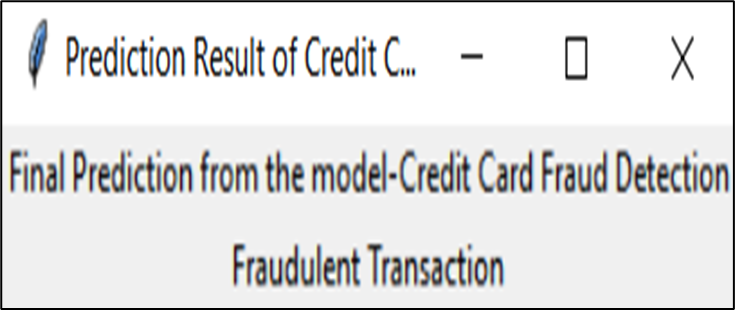 Prediction Result of Credit C...
Final Prediction from the model-Credit Card Fraud Detection
Fraudulent Transaction